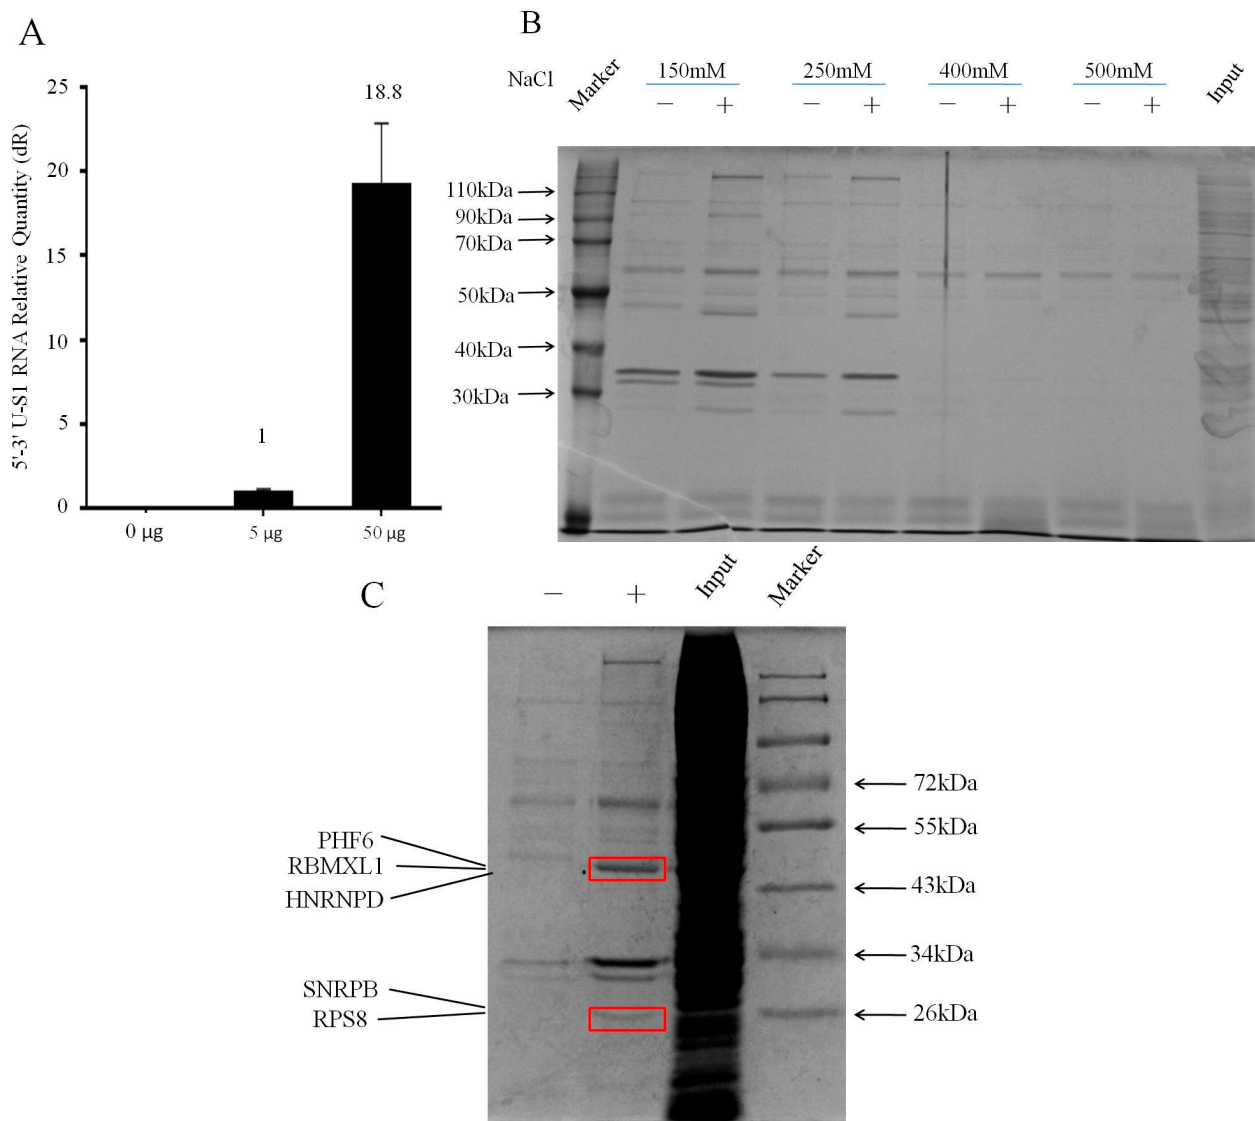 A
5'-3' U-S1 RNA Relative Quantity (dR)
25
20
15
10
5
0
18.8
1
0 µg
5 µg
50 µg
B
NaCl
Marker
150mM
250mM
400mM
500mM
Input
− + − + − + − +
110kDa
90kDa
70kDa
50kDa
40kDa
30kDa
C
− +
Input
Marker
PHF6
RBMXL1
HNRNPD
SNRPB
RPS8
72kDa
55kDa
43kDa
34kDa
26kDa